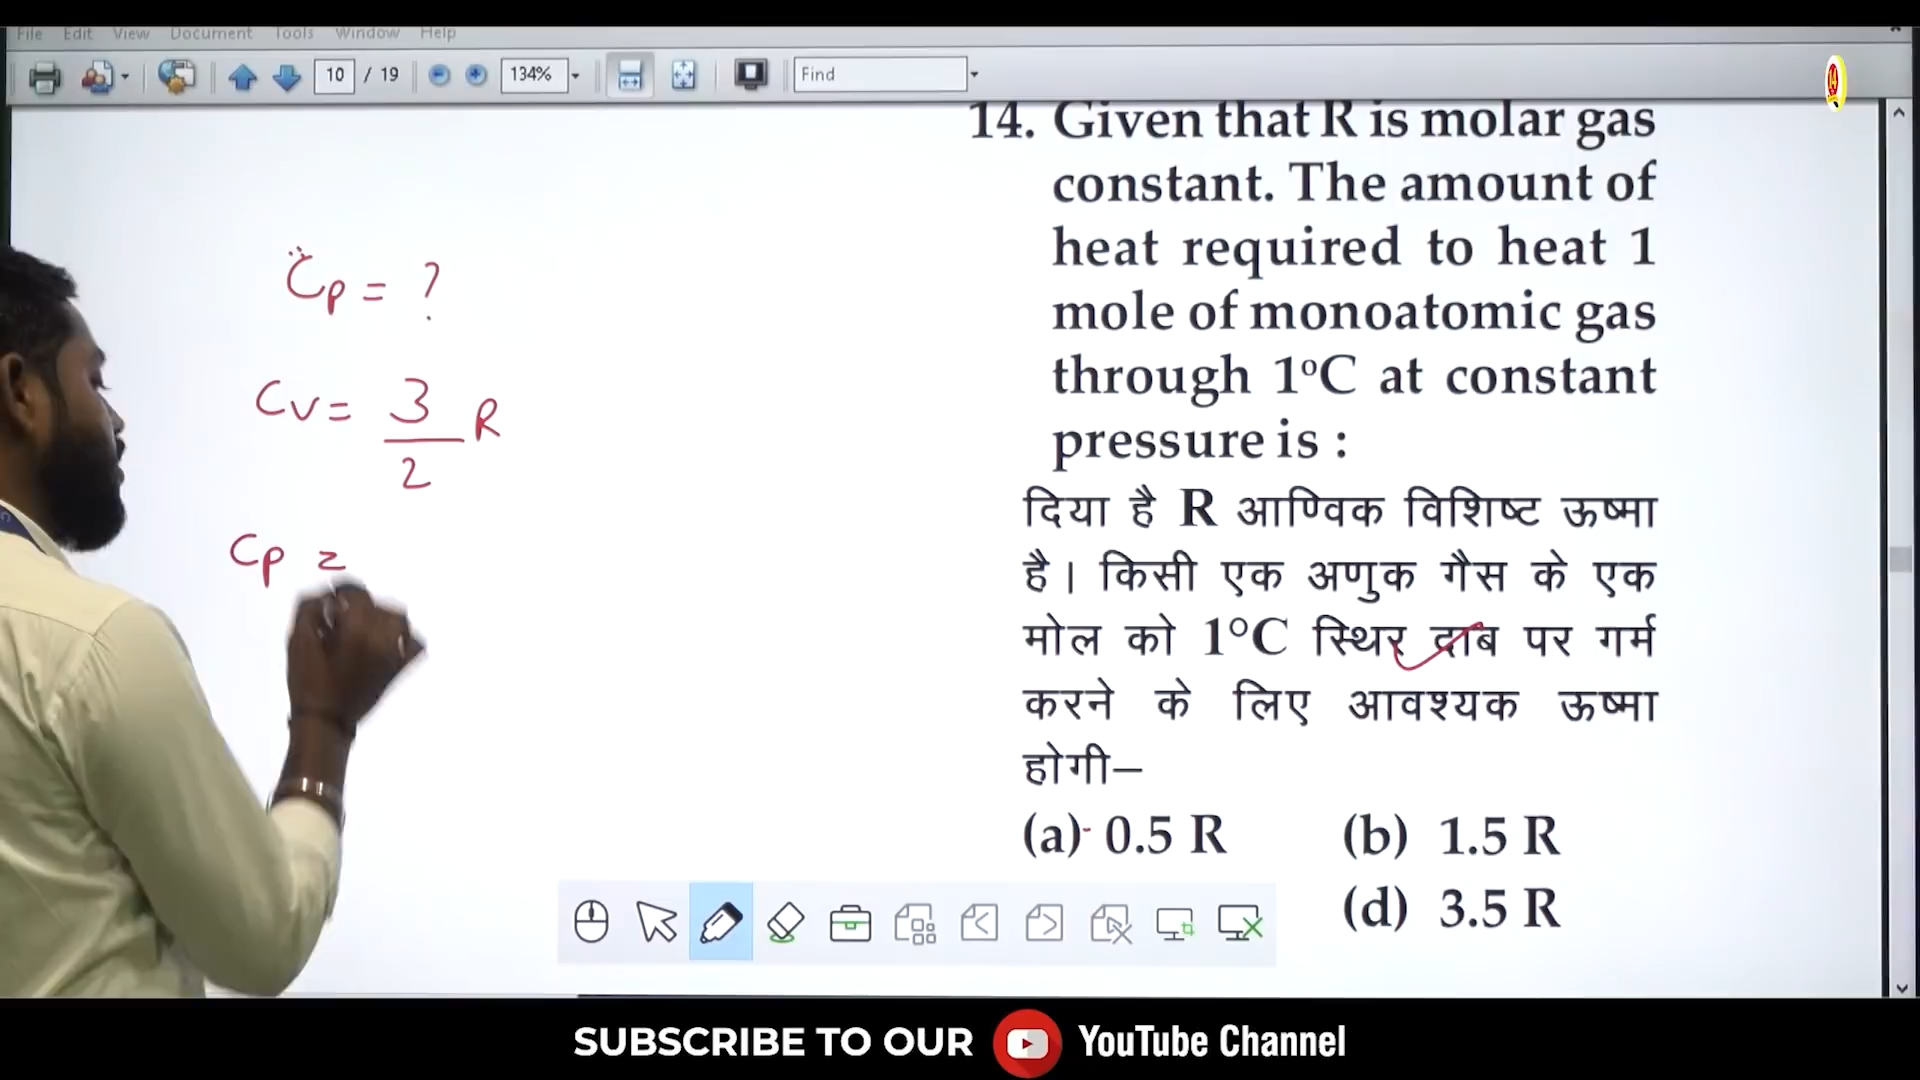 File Edit View Document Tools Window Help
10 / 19
134%
Find
14. Given that R is molar gas
constant. The amount of
heat required to heat 1
mole of monoatomic gas
through 1°C at constant
pressure is :
दिया है R आण्विक विशिष्ट ऊष्मा
है। किसी एक अणुक गैस के एक
मोल को 1°C स्थिर दाब पर गर्म
करने के लिए आवश्यक ऊष्मा
होगी–
(a) 0.5 R (b) 1.5 R
(d) 3.5 R
Cp = ?
Cv = 3/2 R
Cp =
SUBSCRIBE TO OUR YouTube Channel